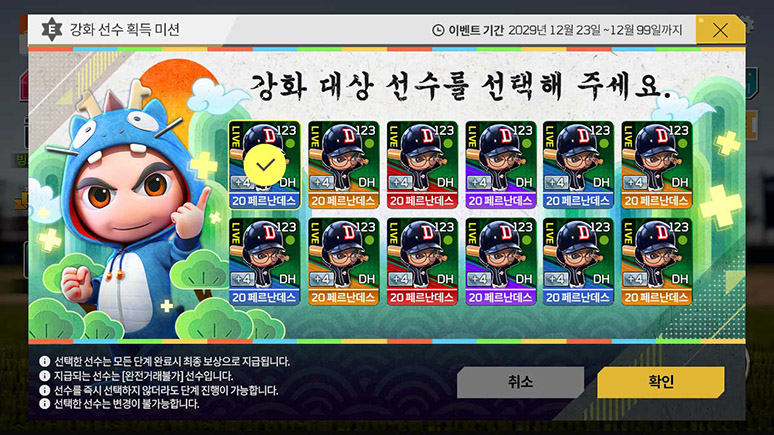 E 강화 선수 획득 미션
이벤트 기간 2029년 12월 23일 ~12월 99일까지
강화 대상 선수를 선택해 주세요.
LIVE 123 LIVE 123 LIVE 123 LIVE 123 LIVE 123 LIVE 123
D D D D D
+4 +4 DH +4 DH +4 DH +4 DH +4 DH
20 페르난데스 20 페르난데스 20 페르난데스 20 페르난데스 20 페르난데스 20 페르난데스
LIVE 123 LIVE 123 LIVE 123 LIVE 123 LIVE 123 LIVE 123
D D D D D D
+4 DH +4 DH +4 DH +4 DH +4 DH +4 DH
20 페르난데스 20 페르난데스 20 페르난데스 20 페르난데스 20 페르난데스 20 페르난데스
선택한 선수는 모든 단계 완료시 최종 보상으로 지급됩니다.
지급되는 선수는 [완전거래불가] 선수입니다.
선수를 즉시 선택하지 않더라도 단계 진행이 가능합니다.
선택한 선수는 변경이 불가능합니다.
취소
확인